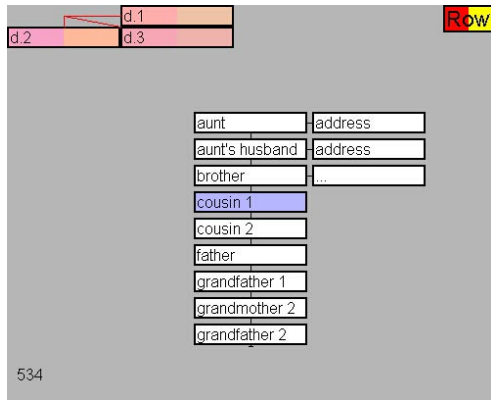 d.1
Row
d.2
d.3
aunt
address
aunt's husband
address
brother
...
cousin 1
cousin 2
father
grandfather 1
grandmother 2
grandfather 2
534